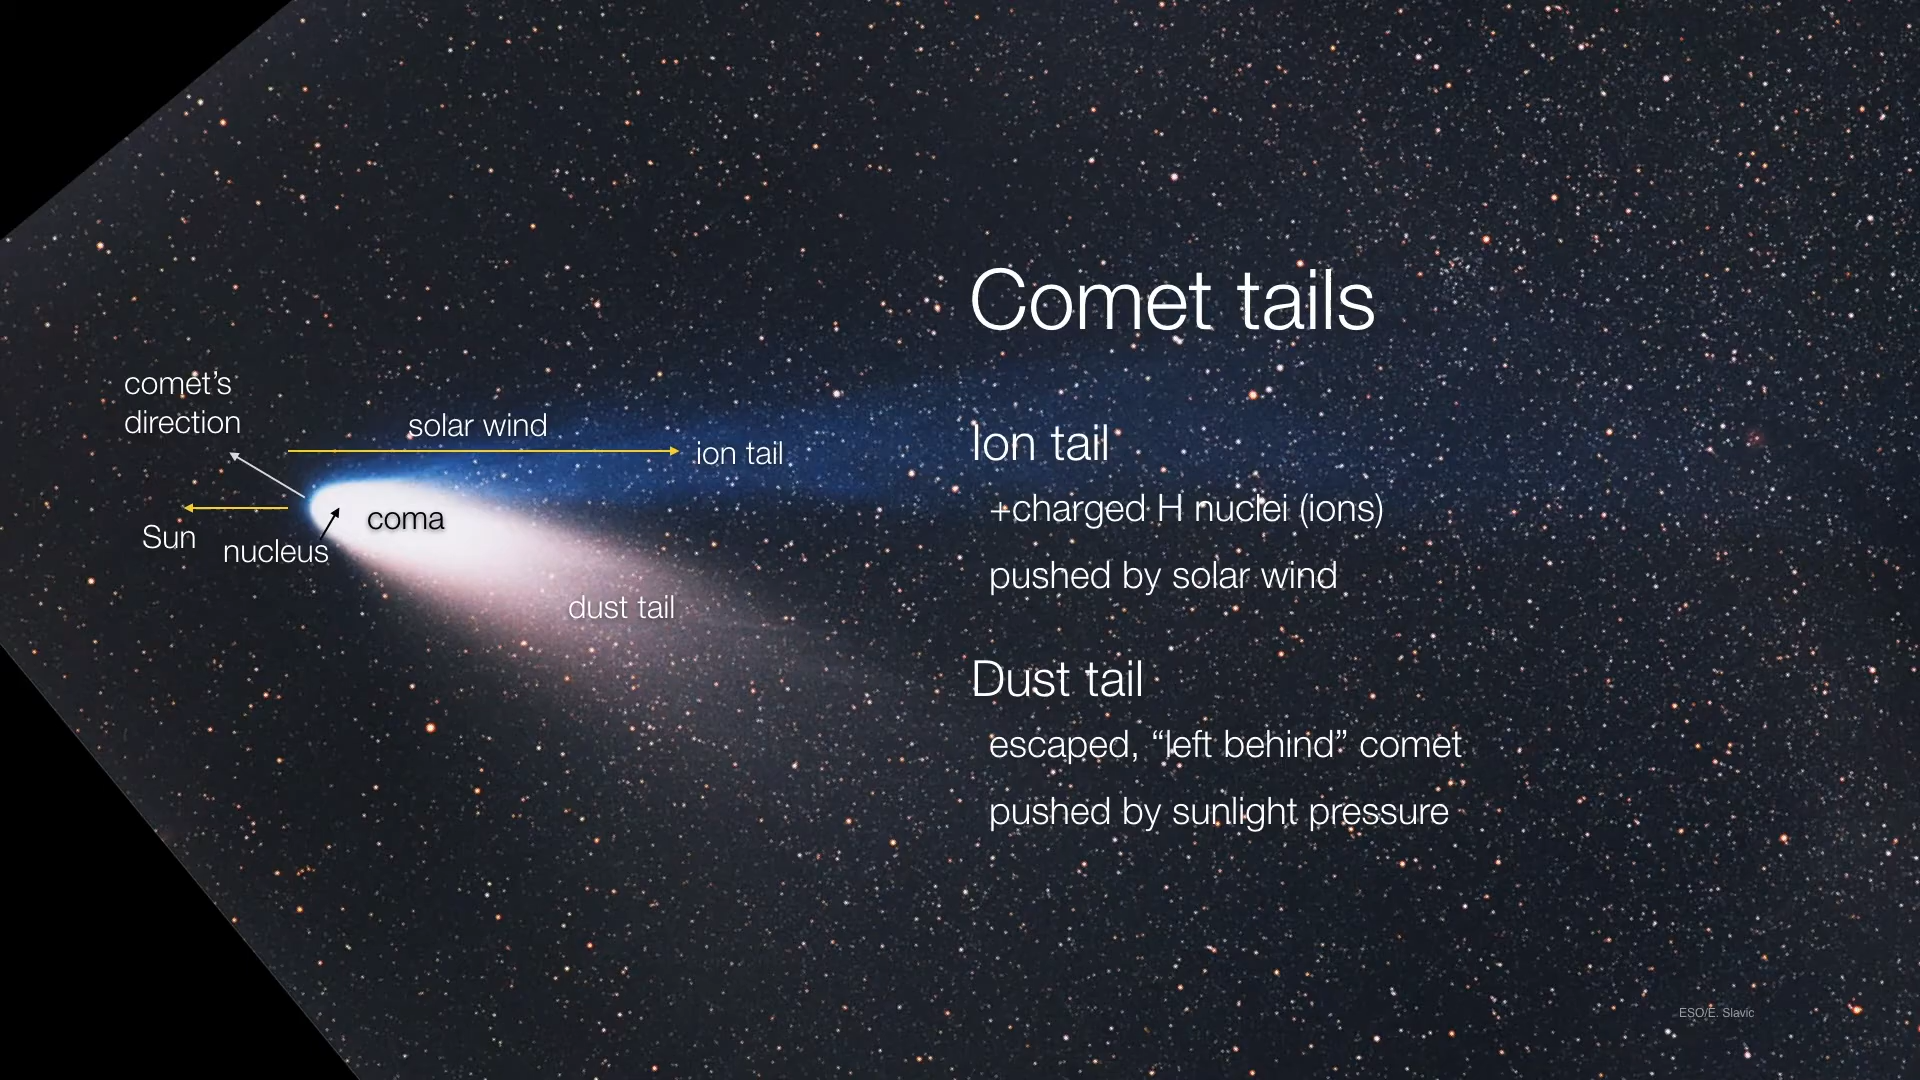 Comet tails
comet’s
direction
solar wind
ion tail
Sun
nucleus
coma
dust tail
Ion tail
+charged H nuclei (ions)
pushed by solar wind
Dust tail
escaped, “left behind” comet
pushed by sunlight pressure
ESO/E. Slavic